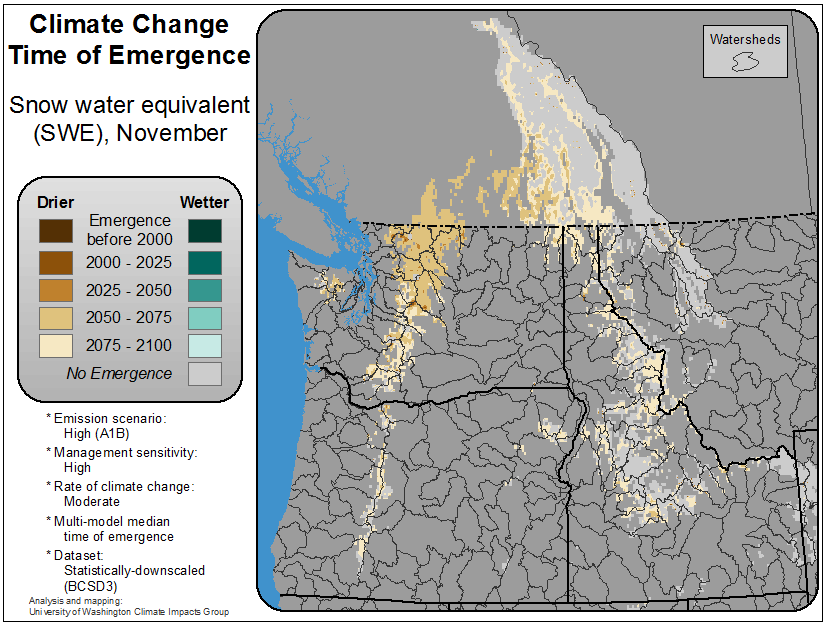 Climate Change
Time of Emergence
Snow water equivalent
(SWE), November
Drier
Wetter
Emergence
before 2000
2000 - 2025
2025 - 2050
2050 - 2075
2075 - 2100
No Emergence
* Emission scenario:
High (A1B)
* Management sensitivity:
High
* Rate of climate change:
Moderate
* Multi-model median
time of emergence
* Dataset:
Statistically-downscaled
(BCSD3)
Analysis and mapping:
University of Washington Climate Impacts Group
Watersheds